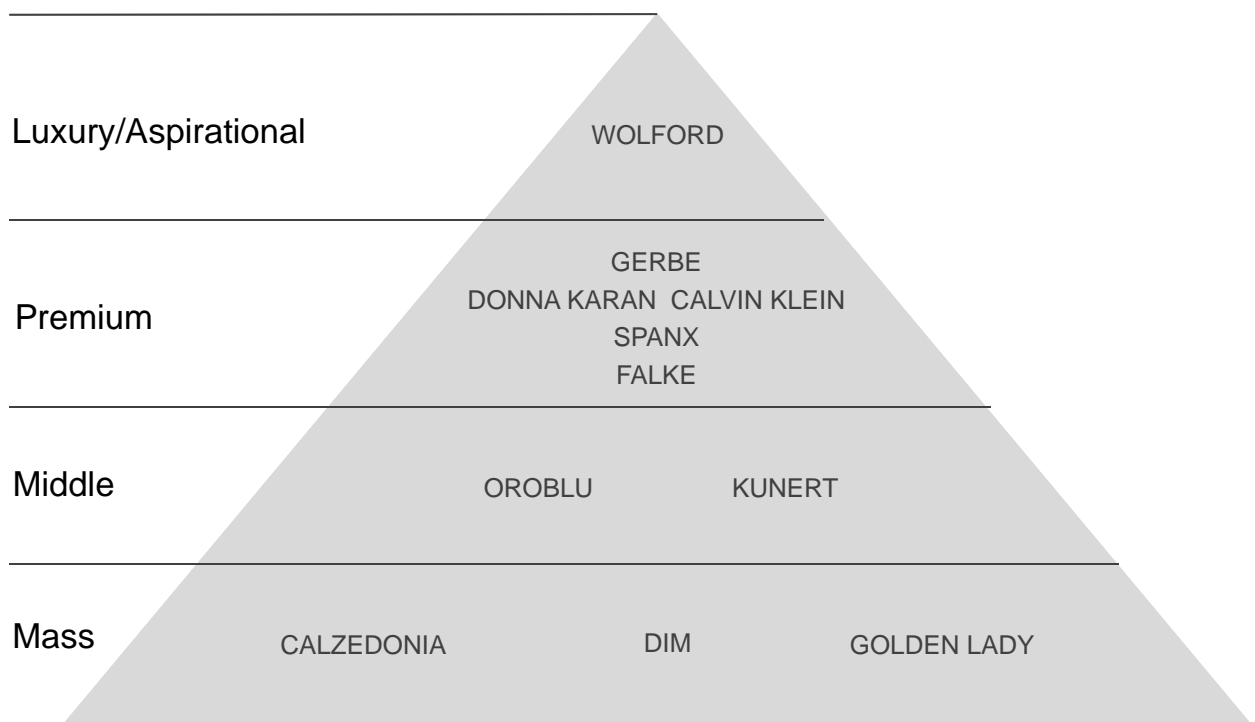 Luxury/Aspirational
WOLFORD
Premium
GERBE
DONNA KARAN CALVIN KLEIN
SPANX
FALKE
Middle
OROBLU KUNERT
Mass
CALZEDONIA DIM GOLDEN LADY